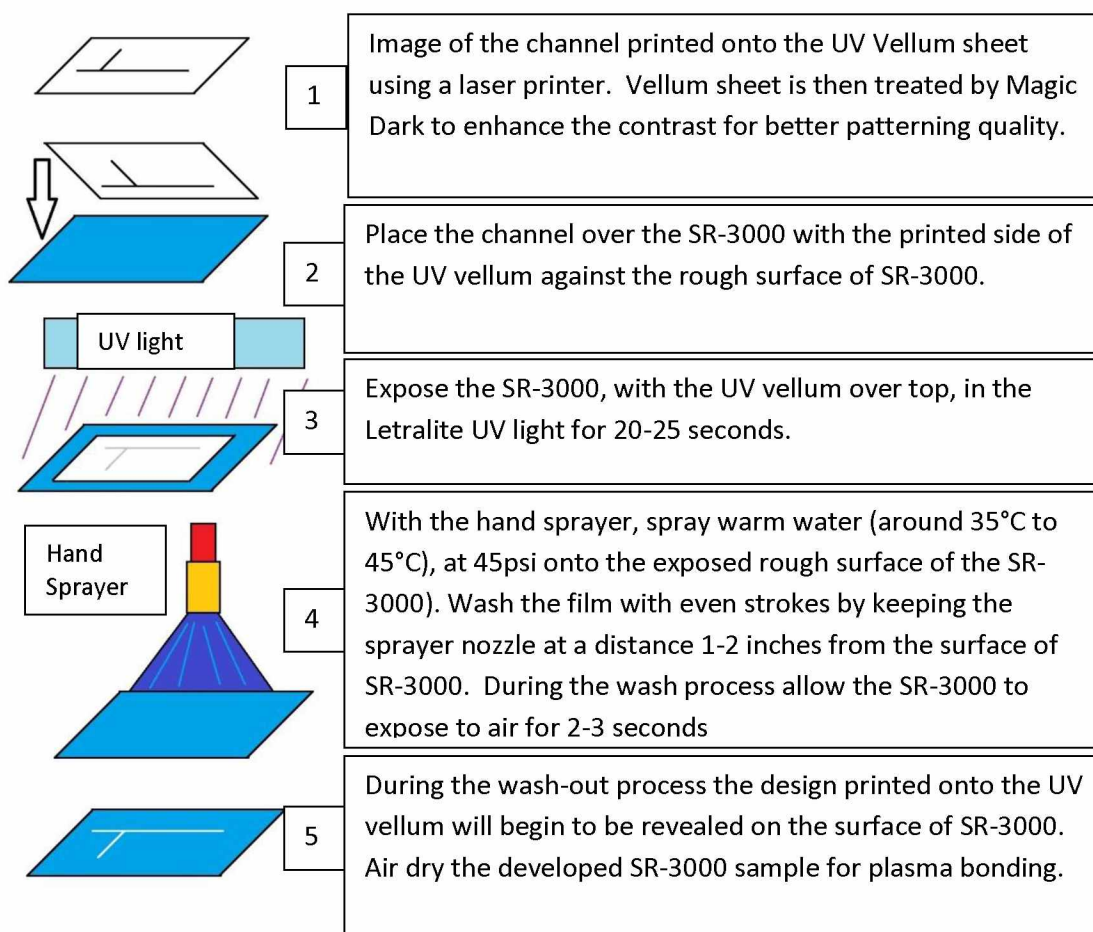 1
Image of the channel printed onto the UV Vellum sheet
using a laser printer.  Vellum sheet is then treated by Magic
Dark to enhance the contrast for better patterning quality.
2
Place the channel over the SR-3000 with the printed side of
the UV vellum against the rough surface of SR-3000.
UV light
3
Expose the SR-3000, with the UV vellum over top, in the
Letralite UV light for 20-25 seconds.
Hand
Sprayer
4
With the hand sprayer, spray warm water (around 35°C to
45°C), at 45psi onto the exposed rough surface of the SR-
3000). Wash the film with even strokes by keeping the
sprayer nozzle at a distance 1-2 inches from the surface of
SR-3000.  During the wash process allow the SR-3000 to
expose to air for 2-3 seconds
5
During the wash-out process the design printed onto the UV
vellum will begin to be revealed on the surface of SR-3000.
Air dry the developed SR-3000 sample for plasma bonding.